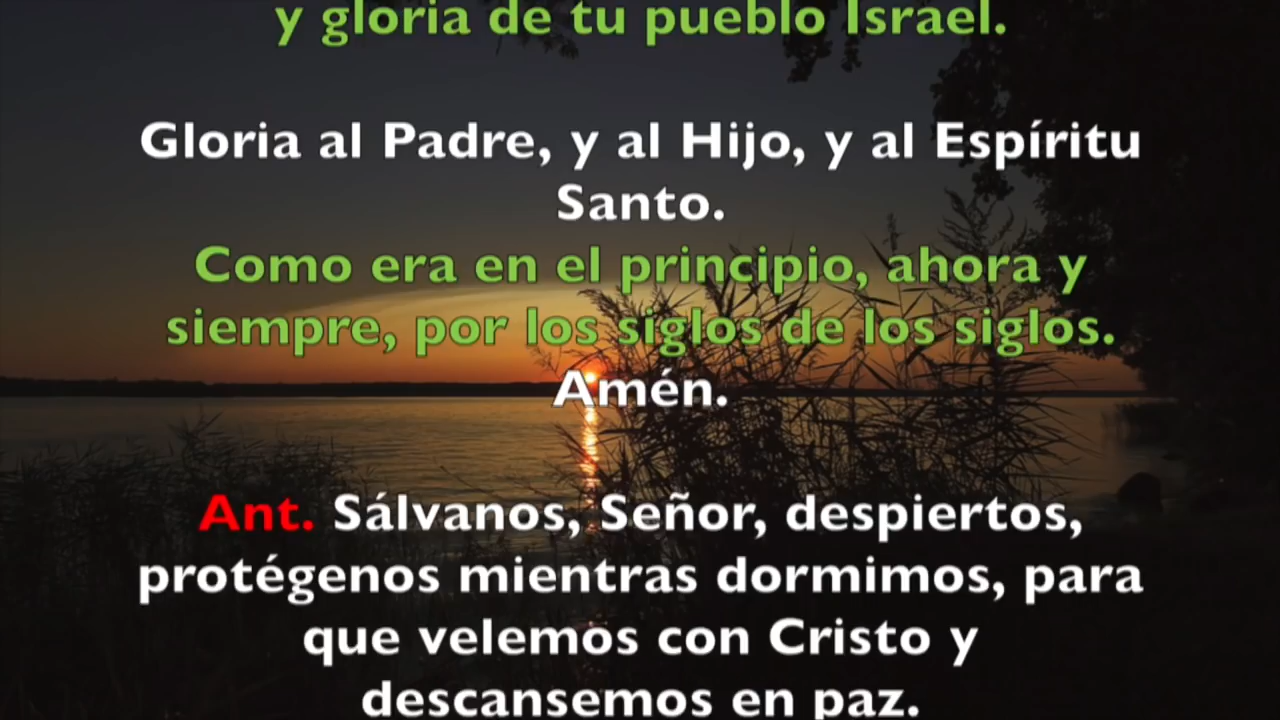 y gloria de tu pueblo Israel.
Gloria al Padre, y al Hijo, y al Espíritu
Santo.
Como era en el principio, ahora y
siempre, por los siglos de los siglos.
Amén.
Ant. Sálvanos, Señor, despiertos,
protégenos mientras dormimos, para
que velemos con Cristo y
descansemos en paz.